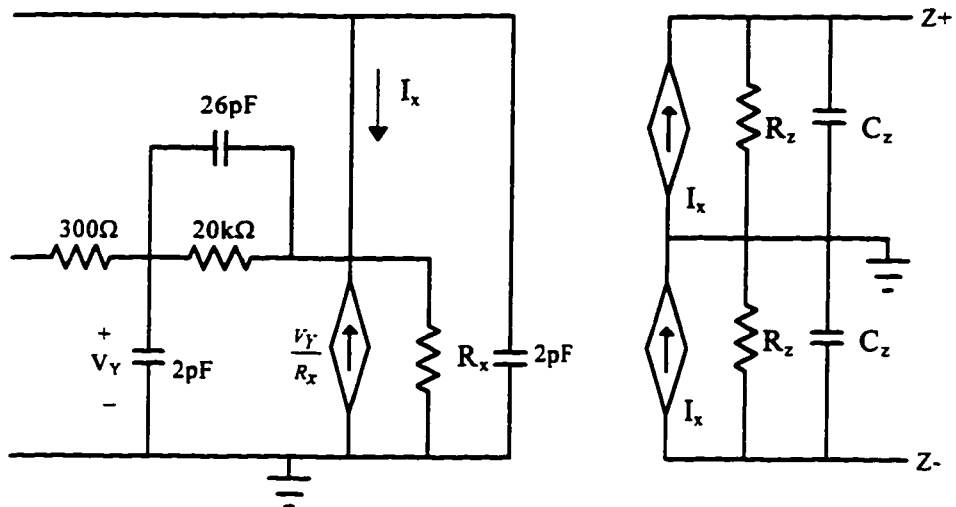 26pF
300Ω
20kΩ
I_x
+
V_Y
–
2pF
V_Y
R_X
R_x
2pF
Z+
R_z
C_z
I_x
R_z
C_z
I_x
Z-